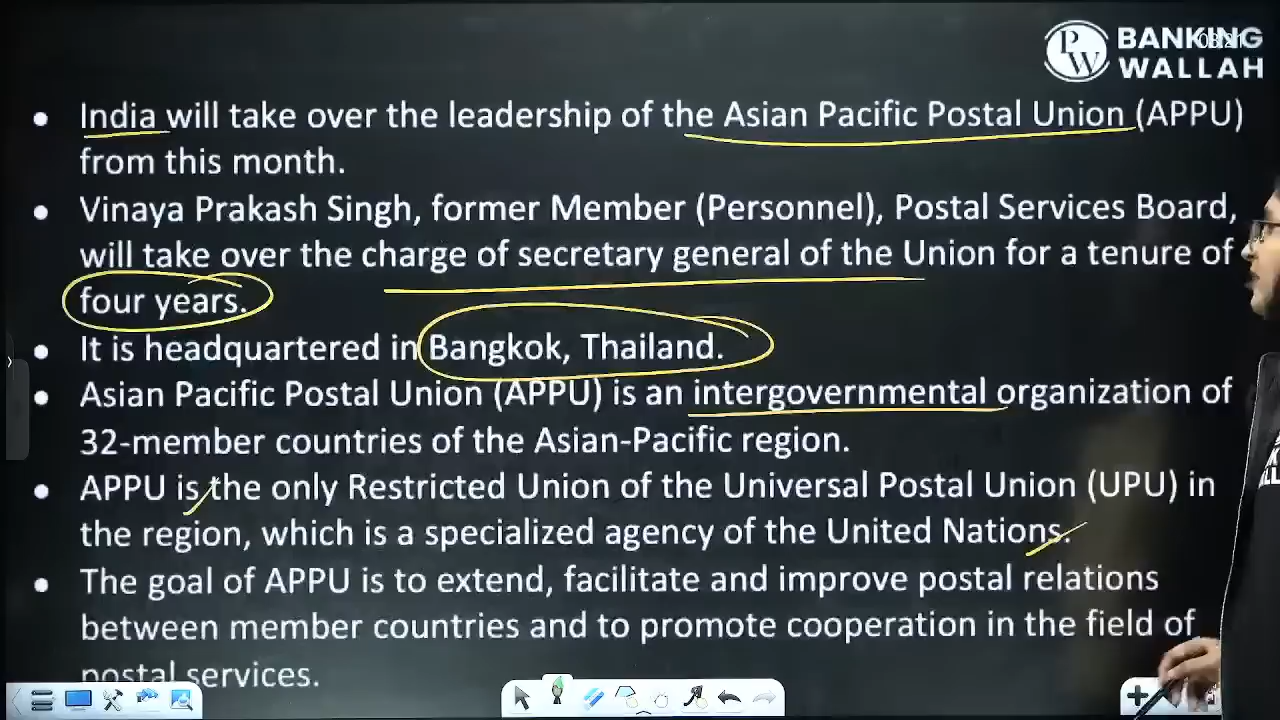 PW BANKING
WALLAH
• India will take over the leadership of the Asian Pacific Postal Union (APPU)
from this month.
• Vinaya Prakash Singh, former Member (Personnel), Postal Services Board,
will take over the charge of secretary general of the Union for a tenure of
four years.
• It is headquartered in Bangkok, Thailand.
• Asian Pacific Postal Union (APPU) is an intergovernmental organization of
32-member countries of the Asian-Pacific region.
• APPU is the only Restricted Union of the Universal Postal Union (UPU) in
the region, which is a specialized agency of the United Nations.
• The goal of APPU is to extend, facilitate and improve postal relations
between member countries and to promote cooperation in the field of
postal services.